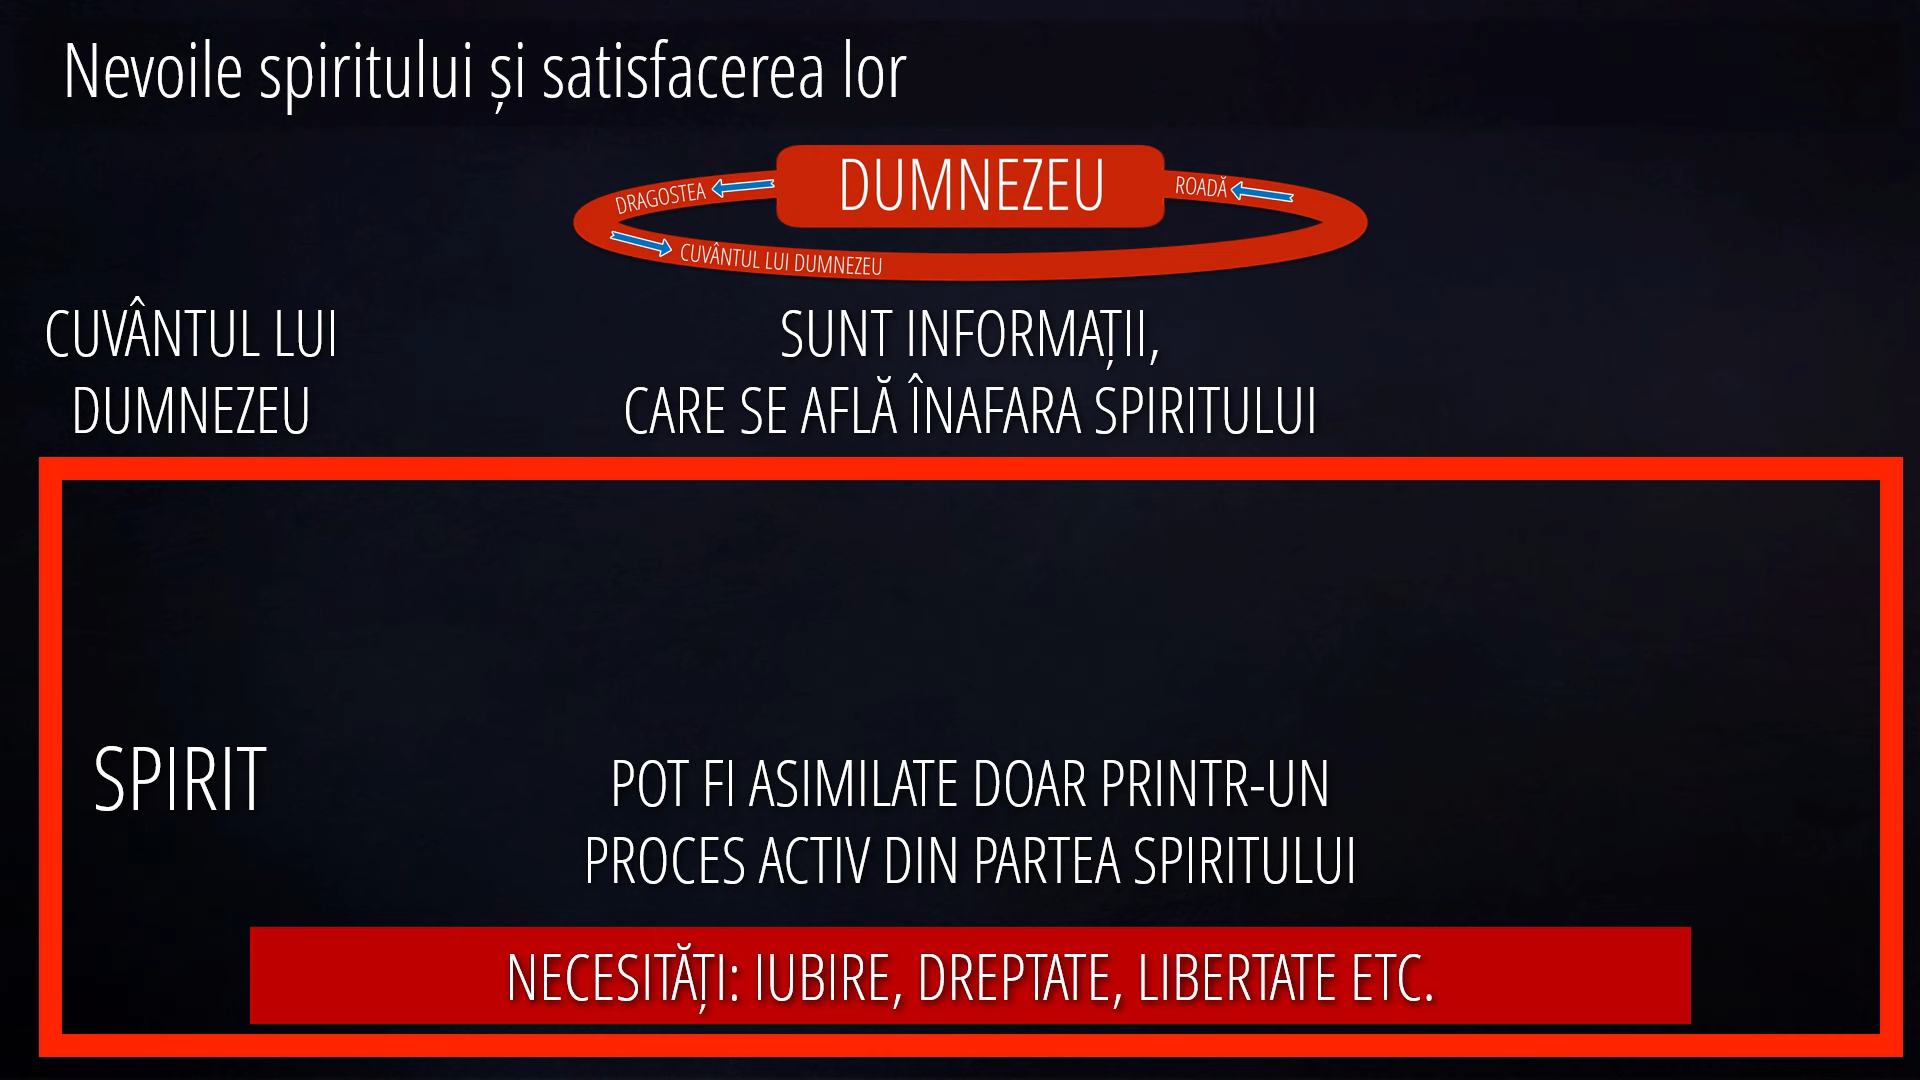 Nevoile spiritului și satisfacerea lor
DUMNEZEU
DRAGOSTEA
ROADĂ
CUVÂNTUL LUI DUMNEZEU
CUVÂNTUL LUI
DUMNEZEU
SUNT INFORMAȚII,
CARE SE AFLĂ ÎNAFARA SPIRITULUI
SPIRIT
POT FI ASIMILATE DOAR PRINTR-UN
PROCES ACTIV DIN PARTEA SPIRITULUI
NECESITĂȚI: IUBIRE, DREPTATE, LIBERTATE ETC.